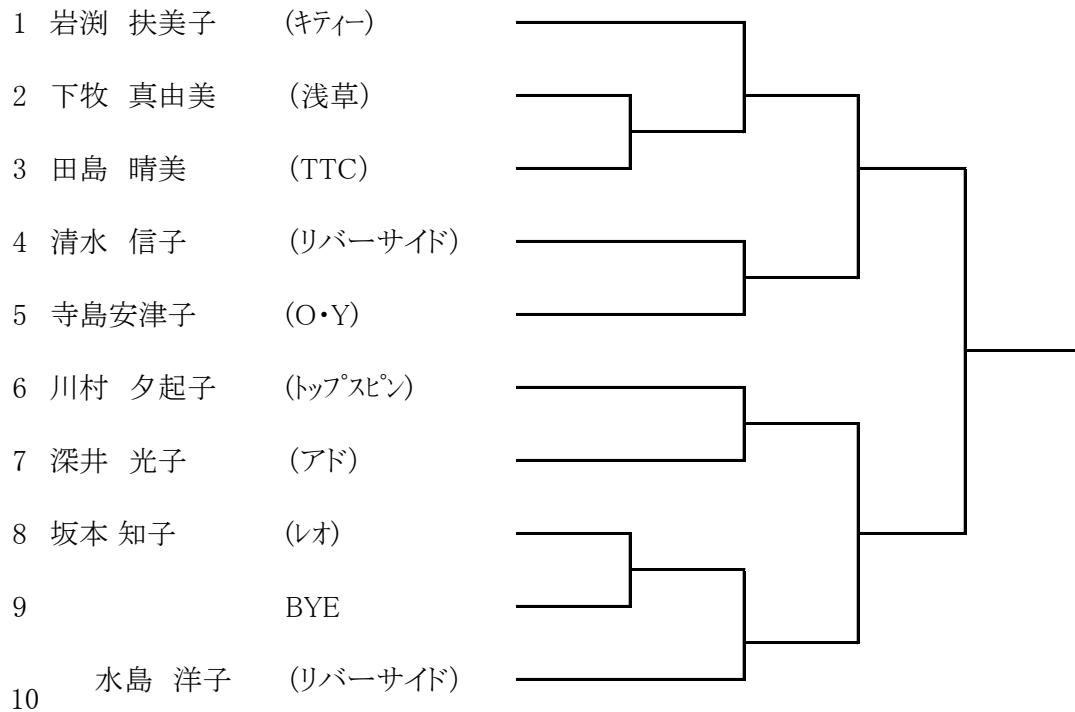 1 岩渕 扶美子 (キティー)
2 下牧 真由美 (浅草)
3 田島 晴美 (TTC)
4 清水 信子 (リバーサイド)
5 寺島安津子 (O・Y)
6 川村 夕起子 (トップスピン)
7 深井 光子 (アド)
8 坂本 知子 (レオ)
9 BYE
10 水島 洋子 (リバーサイド)